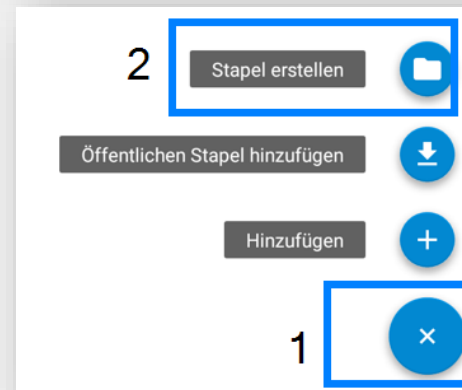 2
Stapel erstellen
Öffentlichen Stapel hinzufügen
Hinzufügen
1